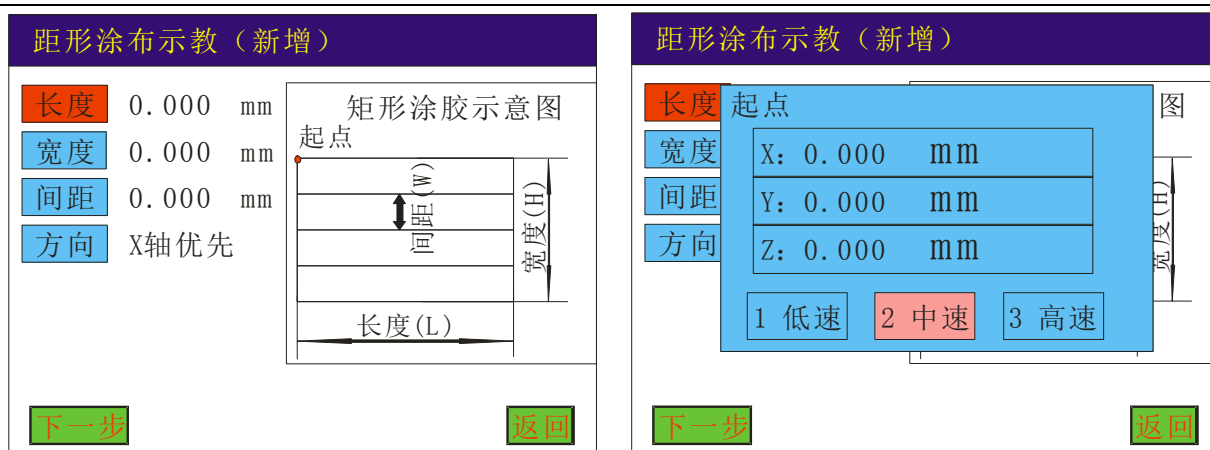 距形涂布示教（新增）
长度 0.000 mm
宽度 0.000 mm
间距 0.000 mm
方向 X轴优先
矩形涂胶示意图
起点
间距(W)
宽度(H)
长度(L)
下一步
返回
距形涂布示教（新增）
长度
宽度
间距
方向
图
起点
X: 0.000 mm
Y: 0.000 mm
Z: 0.000 mm
1 低速
2 中速
3 高速
宽度(H)
下一步
返回